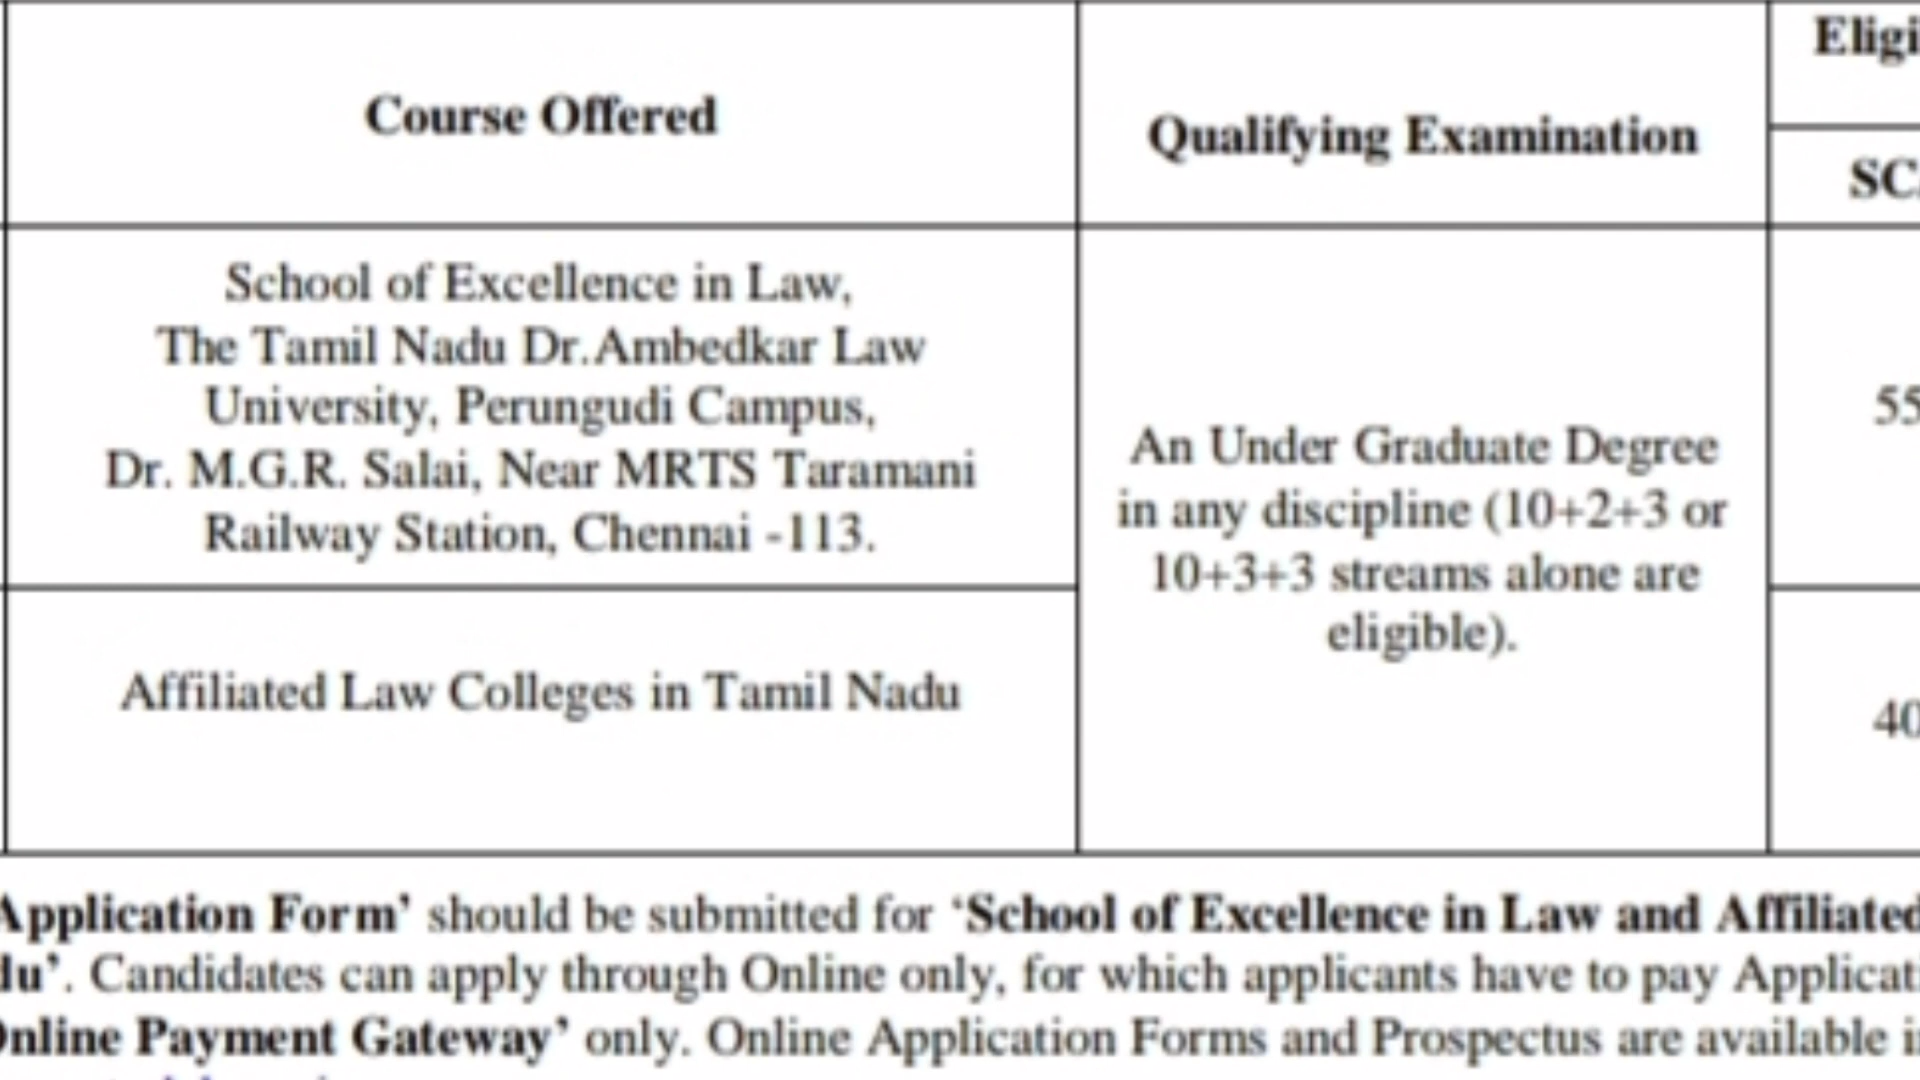 Course Offered
Qualifying Examination
School of Excellence in Law,
The Tamil Nadu Dr.Ambedkar Law
University, Perungudi Campus,
Dr. M.G.R. Salai, Near MRTS Taramani
Railway Station, Chennai -113.
An Under Graduate Degree
in any discipline (10+2+3 or
10+3+3 streams alone are
eligible).
55
Affiliated Law Colleges in Tamil Nadu
40
Application Form’ should be submitted for ‘School of Excellence in Law and Affiliated
du’. Candidates can apply through Online only, for which applicants have to pay
Online Payment Gateway’ only. Online Application Forms and Prospectus are available